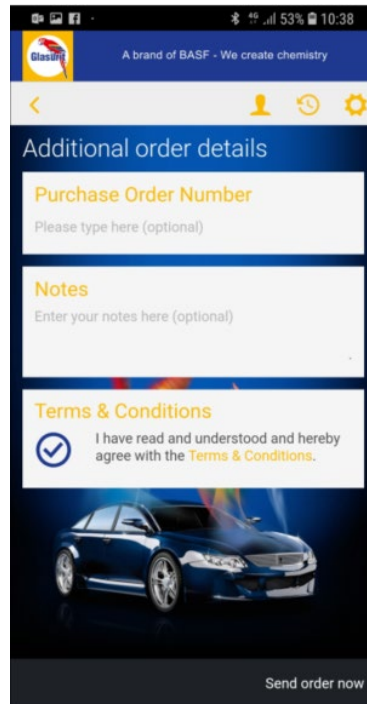 4G 53% 10:38
Glasurit
A brand of BASF - We create chemistry
Additional order details
Purchase Order Number
Please type here (optional)
Notes
Enter your notes here (optional)
Terms & Conditions
I have read and understood and hereby
agree with the Terms & Conditions.
Send order now